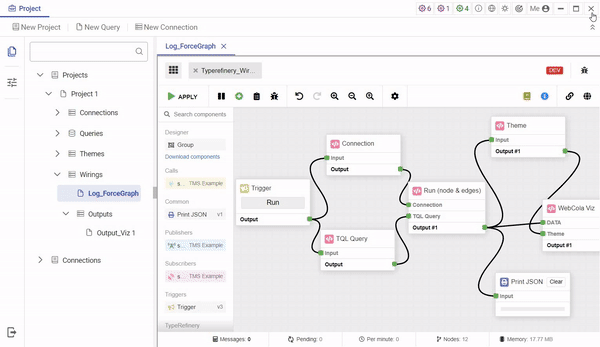 Project
6
1
4
Me
New Project
New Query
New Connection
Projects
Project 1
Connections
Queries
Themes
Wirings
Log_ForceGraph
Outputs
Output_Viz 1
Connections
Log_ForceGraph
Typerefinery_Wir...
DEV
APPLY
Search components
Designer
Group
Download components
Calls
s... TMS Example
Common
Print JSON v1
Publishers
s... TMS Example
Subscribers
s... TMS Example
Triggers
Trigger v3
TypeRefinery
Trigger
Run
Output
Connection
Input
Output
TQL Query
Input
Output
Run (node & edges)
Connection
TQL Query
Output #1
Theme
Input
Output #1
WebCola Viz
DATA
Theme
Output #1
Print JSON Clear
Input
Messages: 0
Pending: 0
Per minute: 0
Nodes: 12
Memory: 17.77 MB